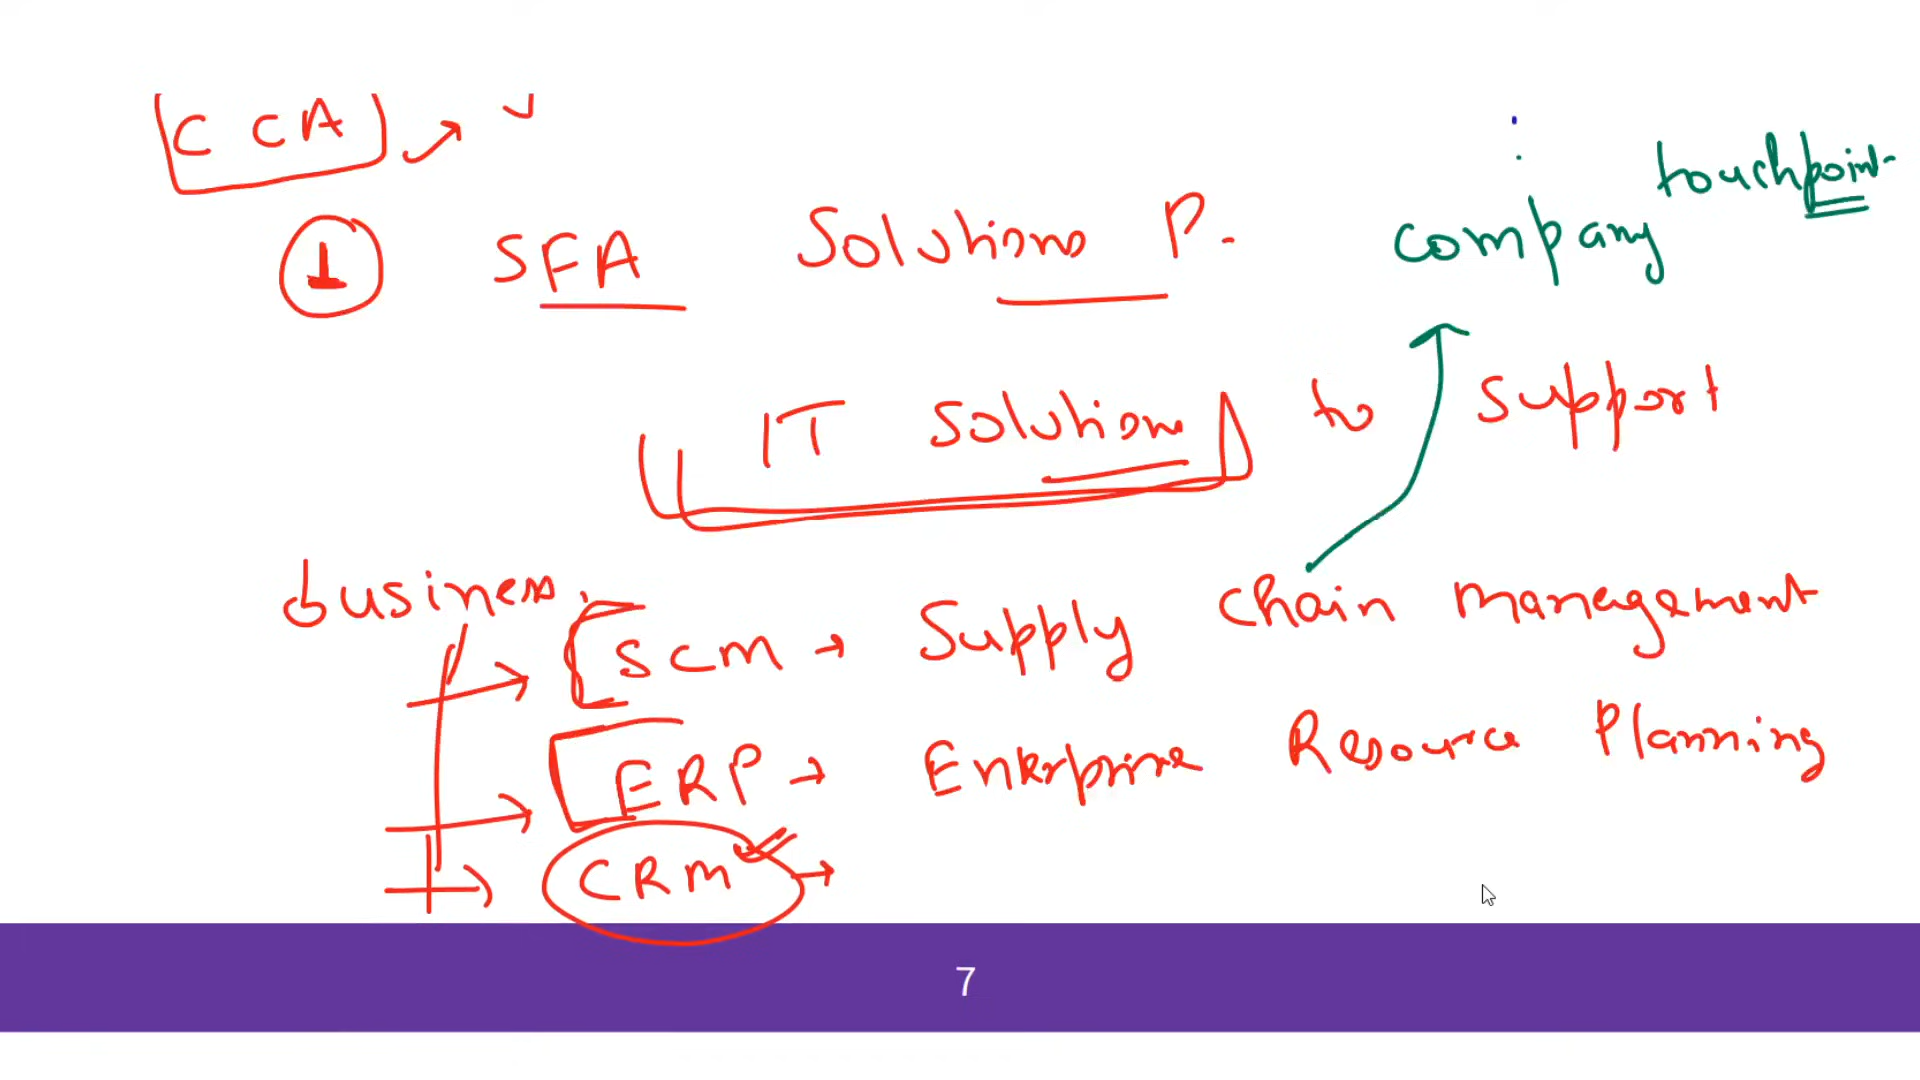 CCA
touchpoint
1 SFA Solutions P. company
IT Solutions to support
business.
SCM → Supply Chain management
ERP → Enterprise Resource Planning
CRM →
7